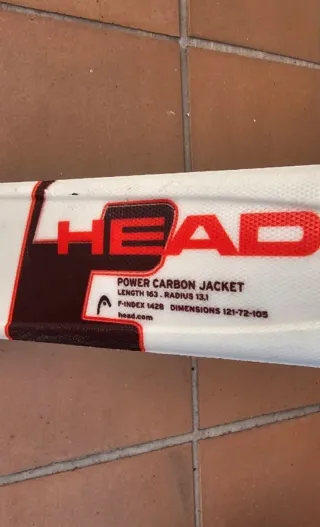 HEAD
POWER CARBON JACKET
LENGTH 163 . RADIUS 13,1
F-INDEX 1428 DIMENSIONS 121-72-105
head.com